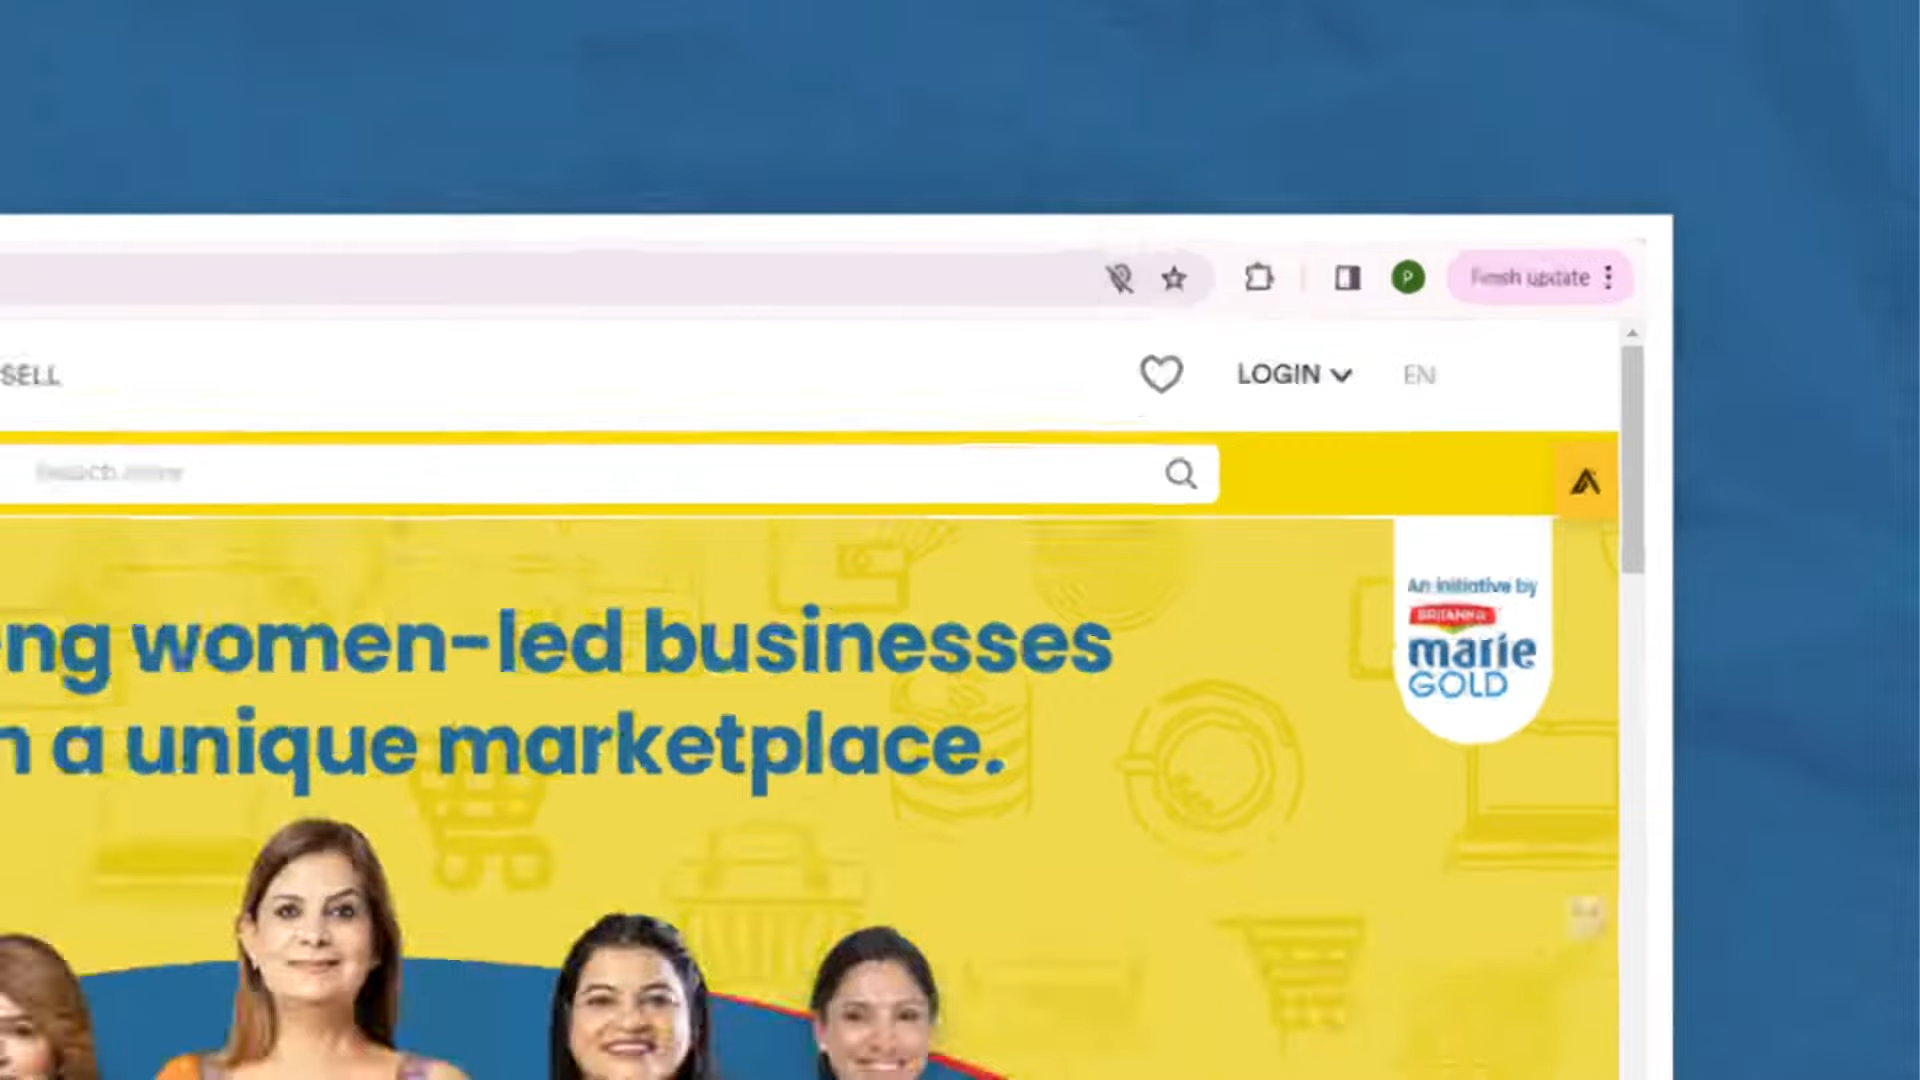 P
Finish update
SELL
LOGIN
EN
An initiative by
BRITANNIA
marie
GOLD
ng women-led businesses
a unique marketplace.